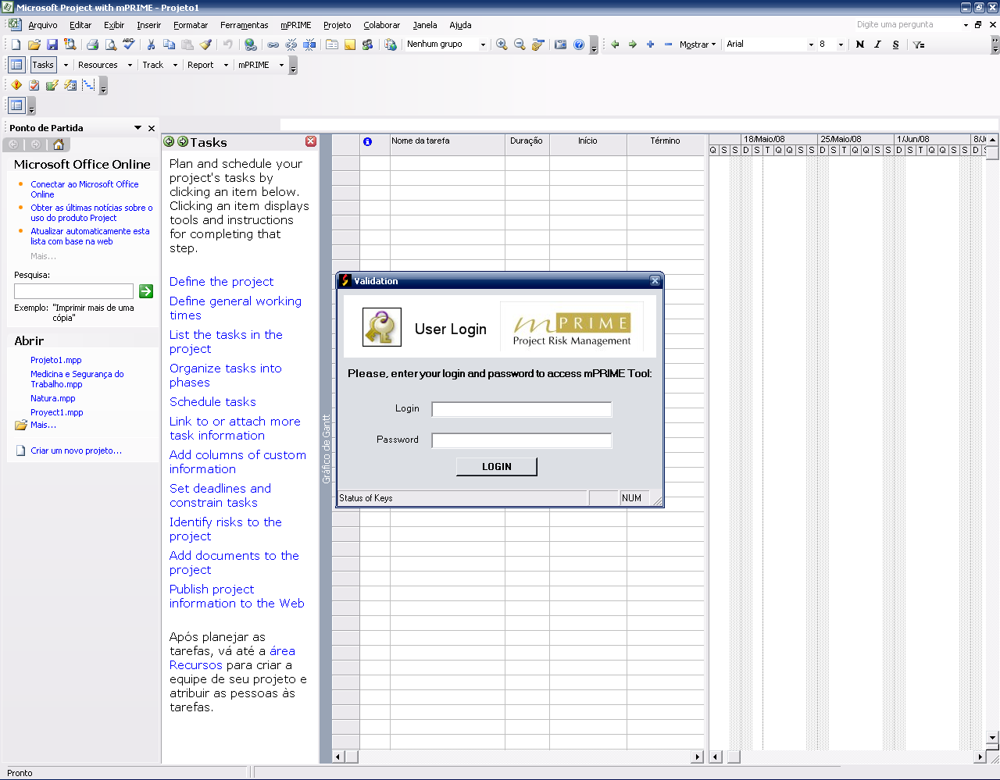 Microsoft Project with mPRIME - Projeto1
Arquivo Editar Exibir Inserir Formatar Ferramentas mPRIME Projeto Colaborar Janela Ajuda
Digite uma pergunta
Nenhum grupo
Mostrar
Arial
8
N I S
Tasks Resources Track Report mPRIME
Ponto de Partida
Microsoft Office Online
Conectar ao Microsoft Office
Online
Obter as últimas notícias sobre o
uso do produto Project
Atualizar automaticamente esta
lista com base na web
Mais...
Pesquisa:
Exemplo: "Imprimir mais de uma
cópia"
Abrir
Projeto1.mpp
Medicina e Segurança do
Trabalho.mpp
Natura.mpp
Proyect1.mpp
Mais...
Criar um novo projeto...
Tasks
Plan and schedule your
project's tasks by
clicking an item below.
Clicking an item displays
tools and instructions
for completing that
step.
Define the project
Define general working
times
List the tasks in the
project
Organize tasks into
phases
Schedule tasks
Link to or attach more
task information
Add columns of custom
information
Set deadlines and
constrain tasks
Identify risks to the
project
Add documents to the
project
Publish project
information to the Web
Após planejar as
tarefas, vá até a área
Recursos para criar a
equipe de seu projeto e
atribuir as pessoas às
tarefas.
Gráfico de Gantt
Nome da tarefa Duração Início Término
18/Maio/08 25/Maio/08 1/Jun/08 8/Ju
Q S S D S T Q Q S S D S T Q Q S S D S T Q Q S S D S
Validation
User Login
mPRIME
Project Risk Management
Please, enter your login and password to access mPRIME Tool:
Login
Password
LOGIN
Status of Keys
NUM
Pronto